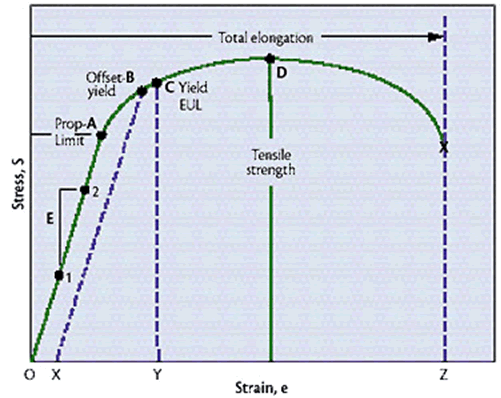 Total elongation
Offset-B
yield
C Yield
EUL
D
Prop-A
Limit
Tensile
strength
X
E
2
1
Stress, S
O X Y Z
Strain, e